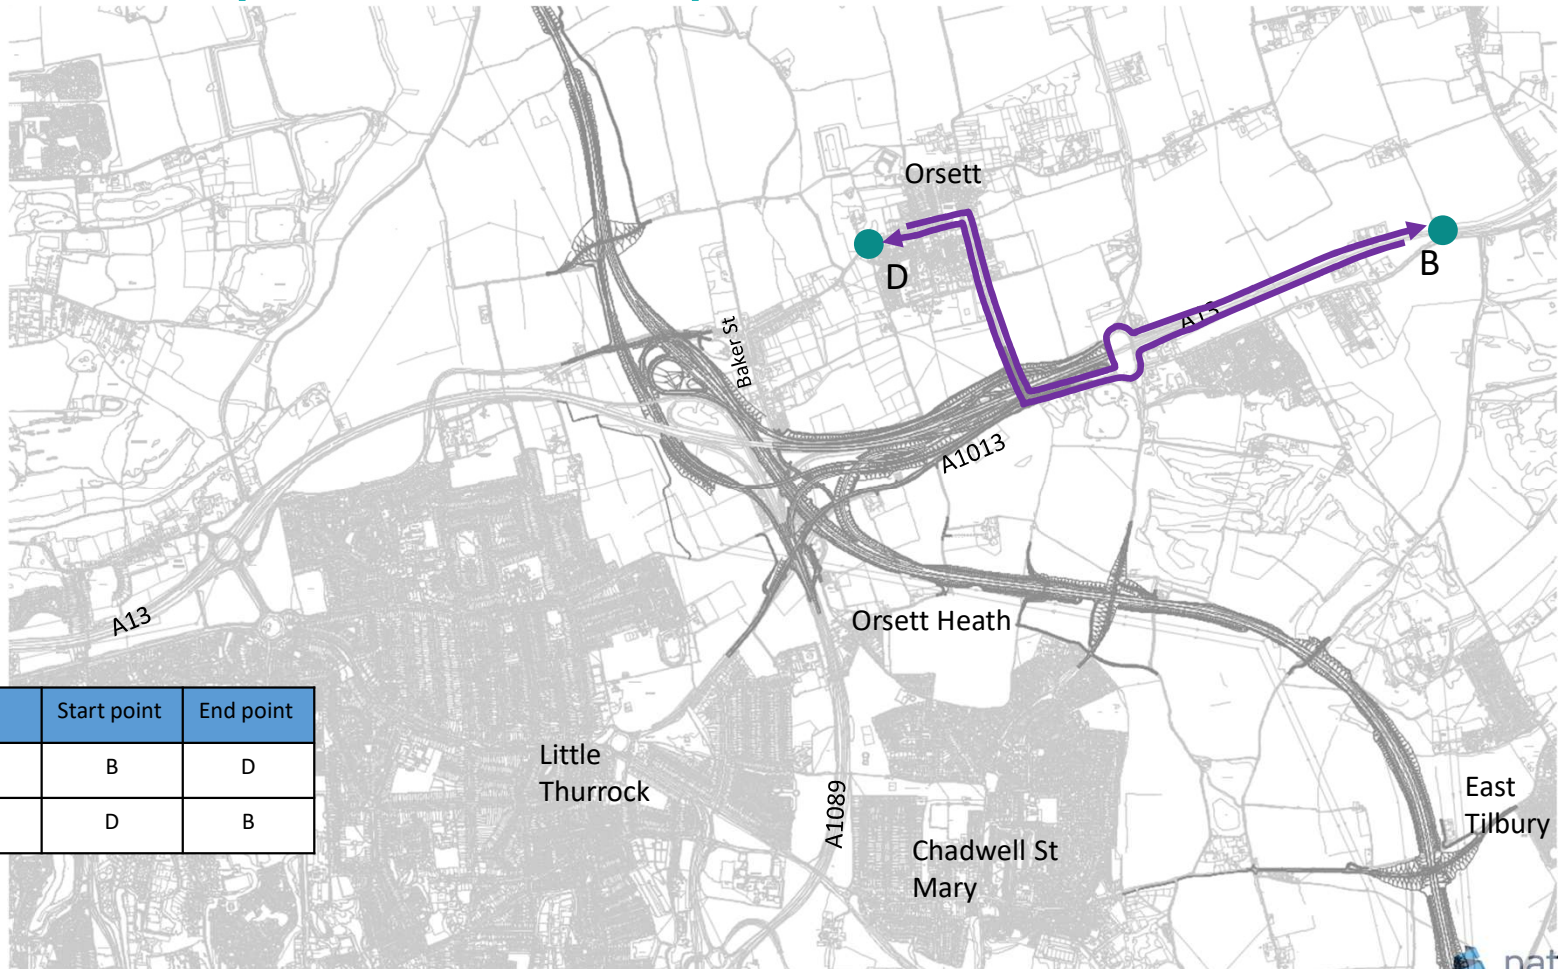 Orsett
D
B
A13
Baker St
A1013
A13
Orsett Heath
Start point End point
B D
D B
Little
Thurrock
A1089
Chadwell St
Mary
East
Tilbury